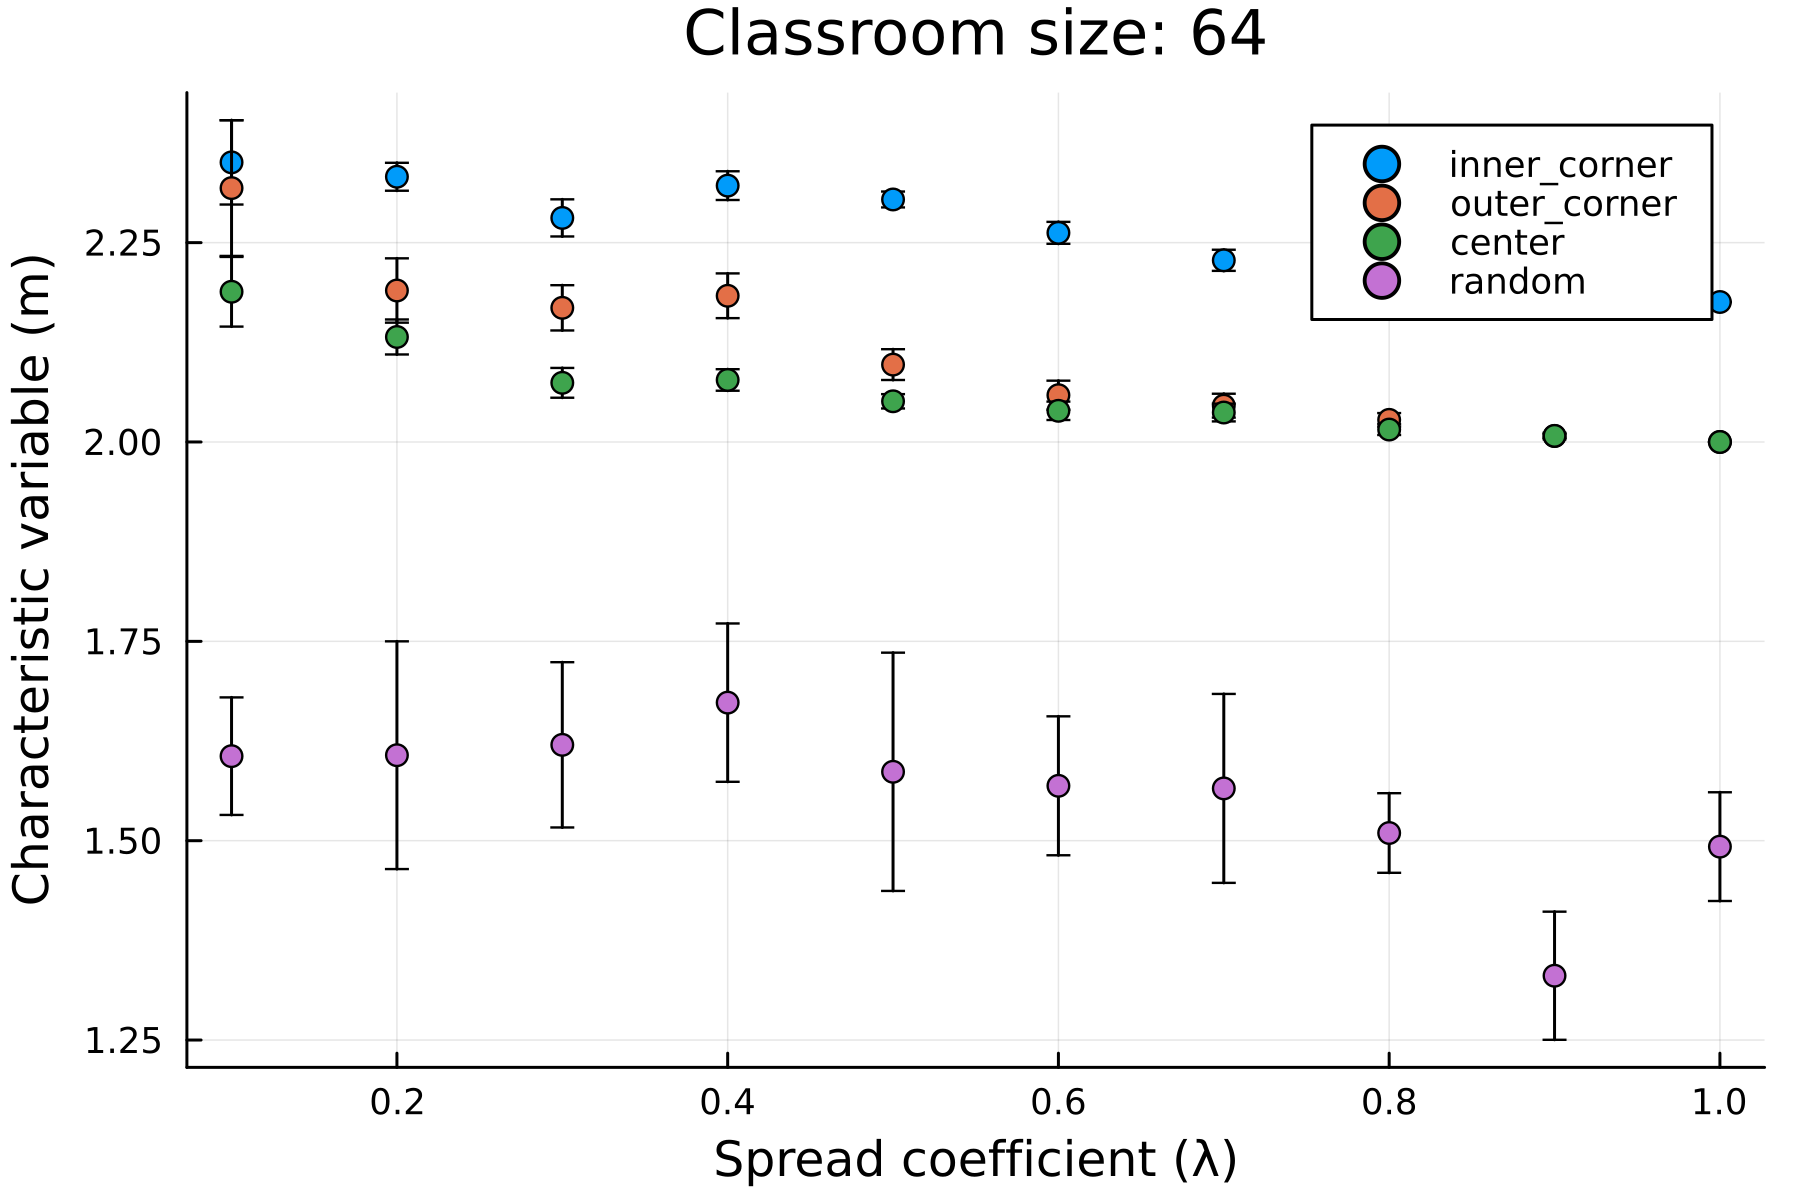 Classroom size: 64
Characteristic variable (m)
2.25
2.00
1.75
1.50
1.25
inner_corner
outer_corner
center
random
0.2
0.4
0.6
0.8
1.0
Spread coefficient (λ)